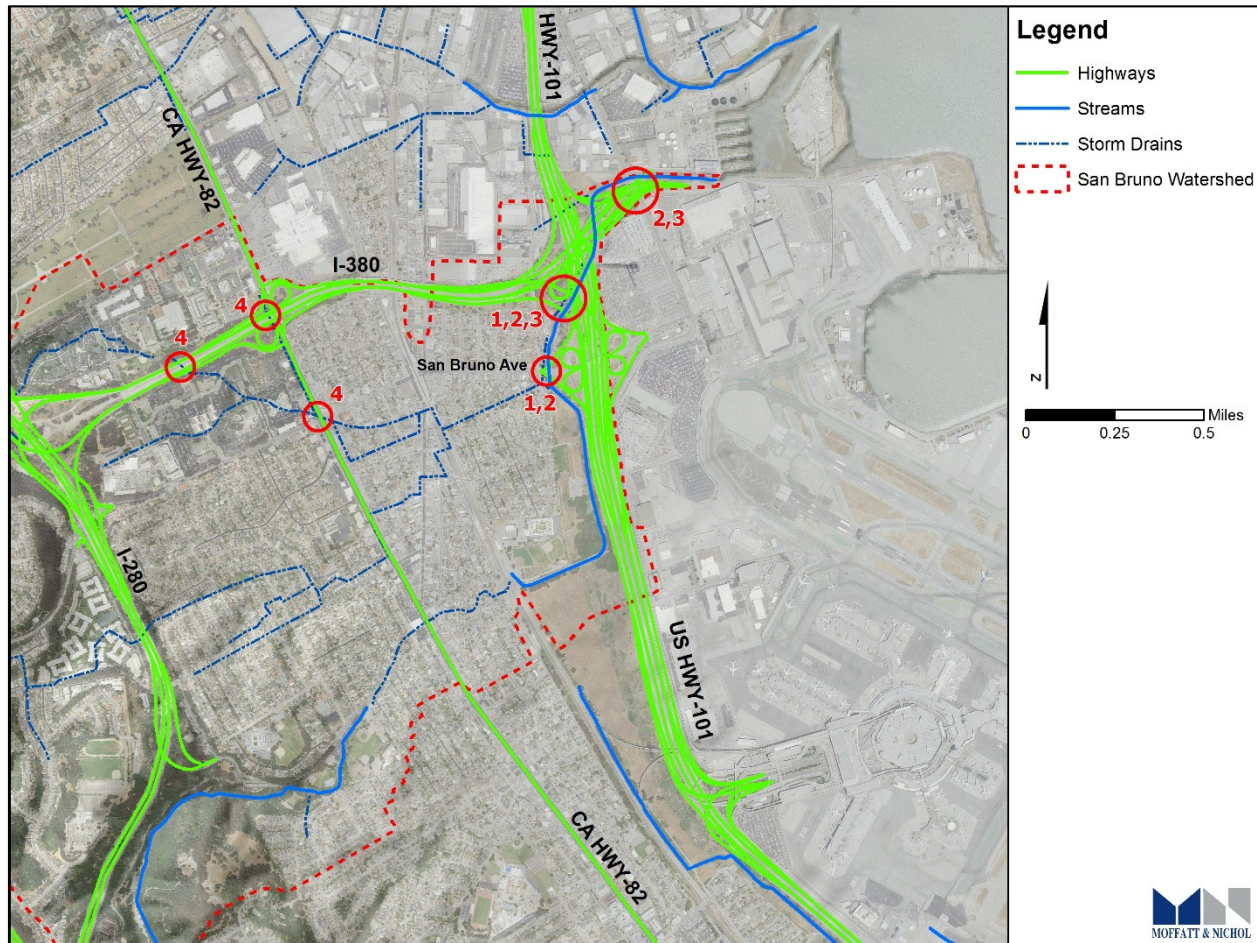 HWY-101
CA HWY-82
I-380
2,3
4
1,2,3
4
San Bruno Ave
1,2
4
I-280
US HWY-101
CA HWY-82
Legend
Highways
Streams
Storm Drains
San Bruno Watershed
N
Miles
0 0.25 0.5
MOFFATT & NICHOL